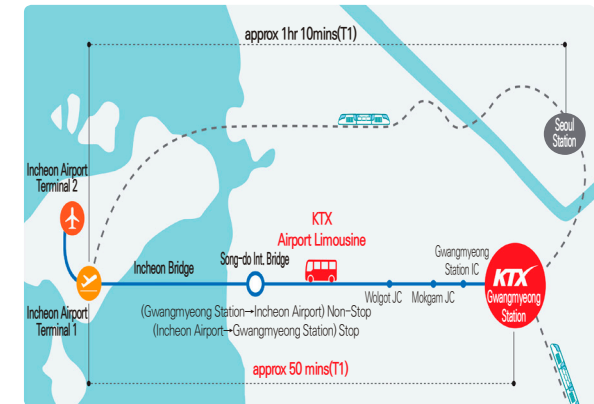 approx 1hr 10mins(T1)
Seoul
Station
Incheon Airport
Terminal 2
KTX
Airport Limousine
Gwangmyeong
Station IC
Incheon Bridge
Song-do Int. Bridge
KTX
Gwangmyeong
Station
Wolgot JC
Mokgam JC
Incheon Airport
Terminal 1
(Gwangmyeong Station→Incheon Airport) Non-Stop
(Incheon Airport→Gwangmyeong Station) Stop
approx 50 mins(T1)